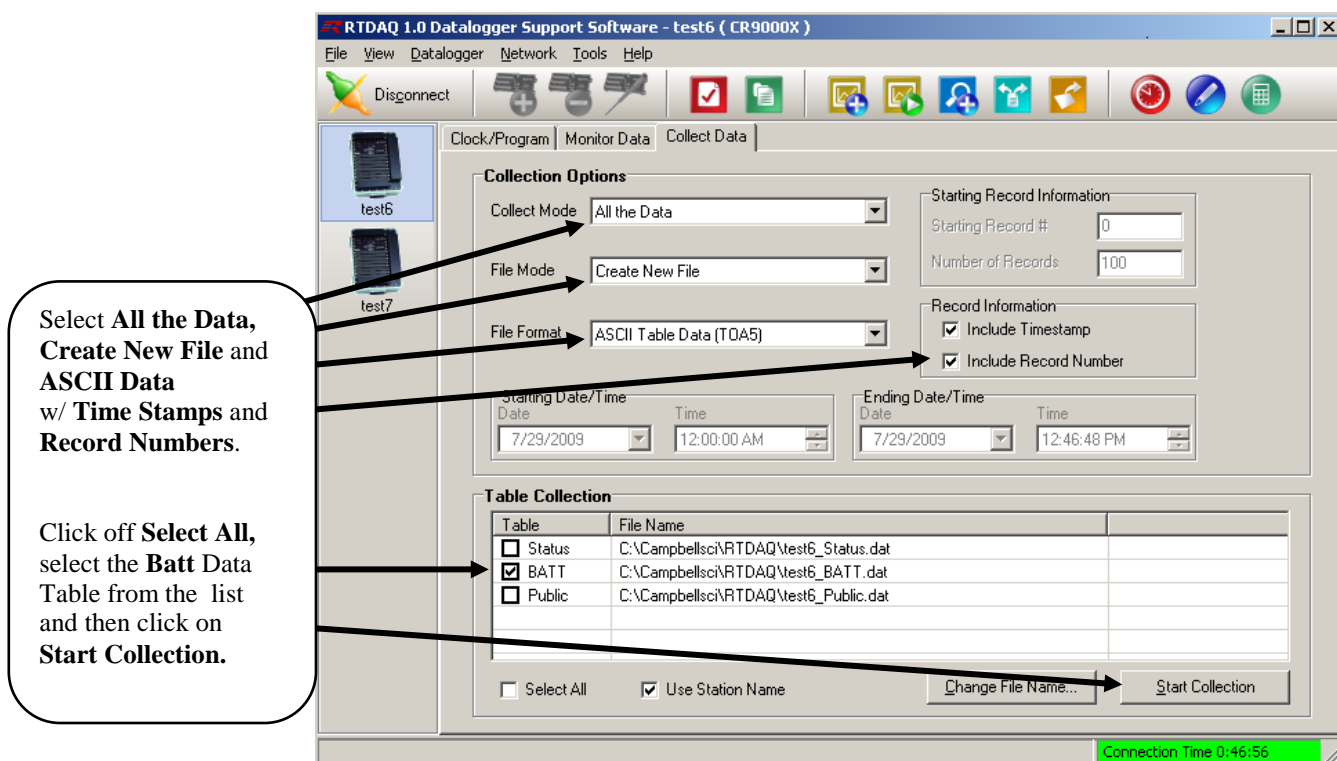 RTDAQ 1.0 Datalogger Support Software - test6 ( CR9000X )
File View Datalogger Network Tools Help
Disconnect
test6
test7
Clock/Program Monitor Data Collect Data
Collection Options
Collect Mode All the Data
File Mode Create New File
File Format ASCII Table Data (TOA5)
Starting Record Information
Starting Record # 0
Number of Records 100
Record Information
Include Timestamp
Include Record Number
Starting Date/Time
Date Time
7/29/2009 12:00:00 AM
Ending Date/Time
Date Time
7/29/2009 12:46:48 PM
Table Collection
Table File Name
Status C:\Campbellsci\RTDAQ\test6_Status.dat
BATT C:\Campbellsci\RTDAQ\test6_BATT.dat
Public C:\Campbellsci\RTDAQ\test6_Public.dat
Select All Use Station Name Change File Name... Start Collection
Connection Time 0:46:56
Select All the Data,
Create New File and
ASCII Data
w/ Time Stamps and
Record Numbers.
Click off Select All,
select the Batt Data
Table from the list
and then click on
Start Collection.